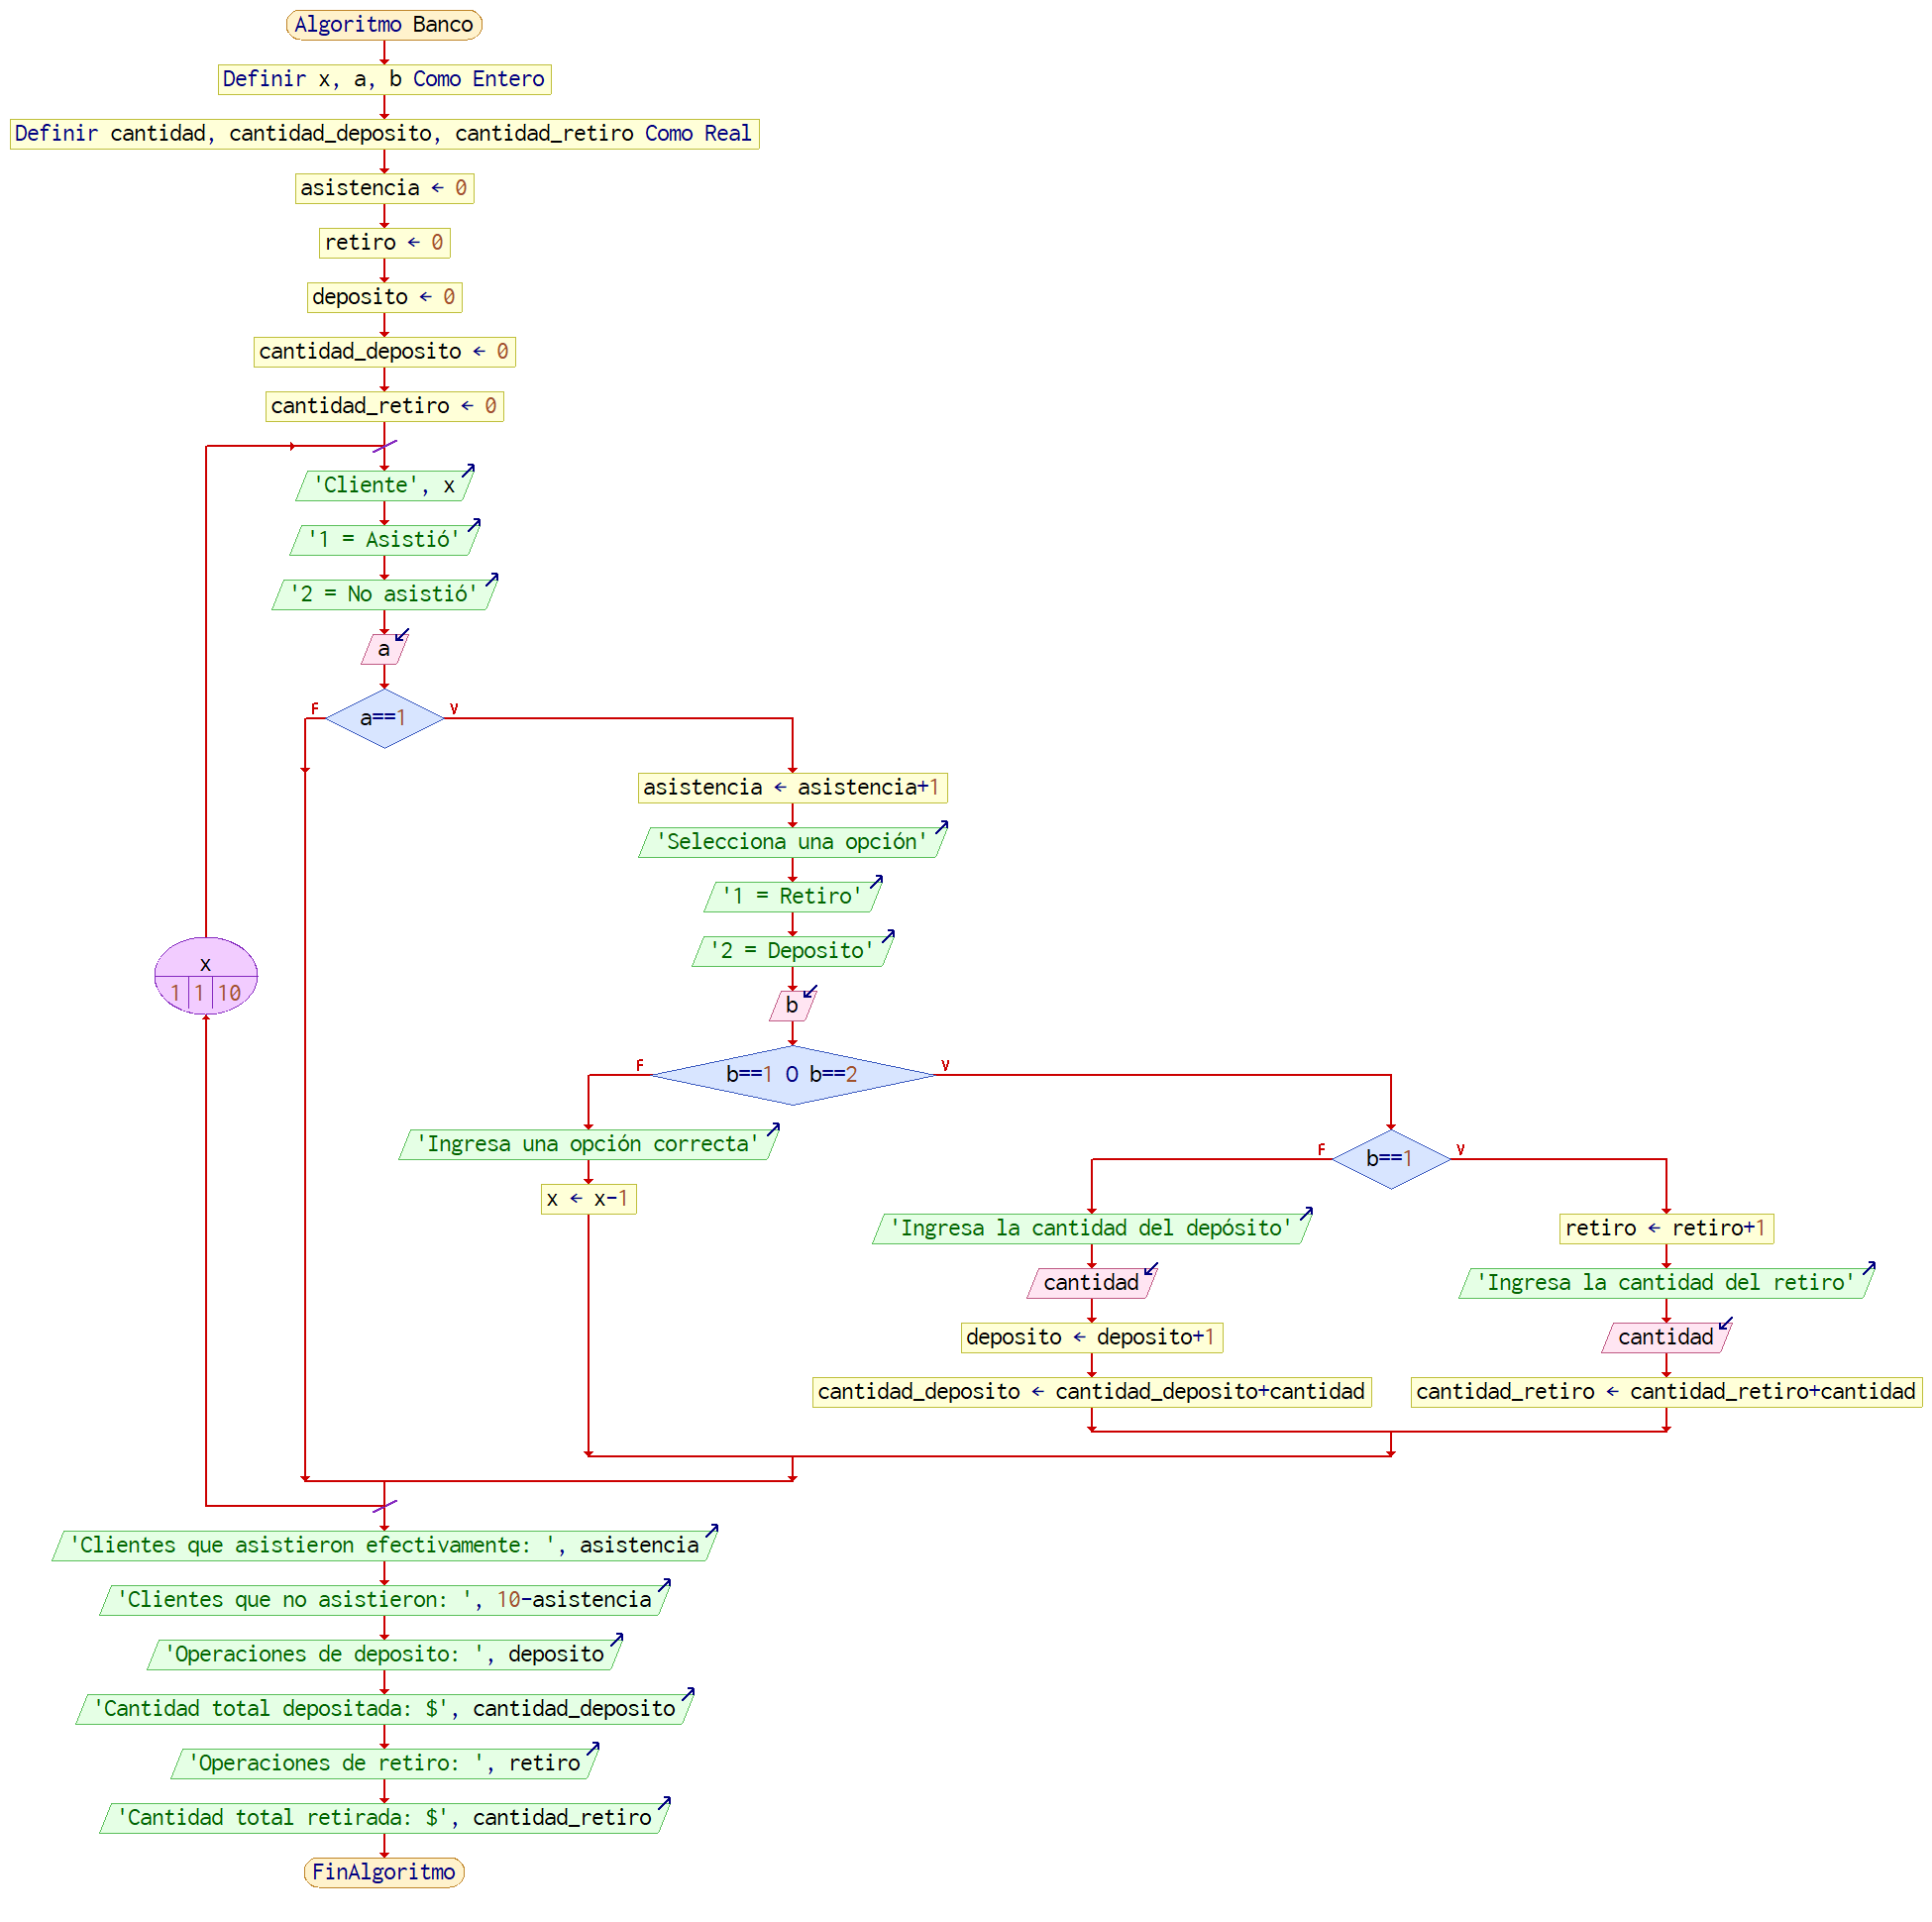 Algoritmo Banco
Definir x, a, b Como Entero
Definir cantidad, cantidad_deposito, cantidad_retiro Como Real
asistencia ← 0
retiro ← 0
deposito ← 0
cantidad_deposito ← 0
cantidad_retiro ← 0
'Cliente', x
'1 = Asistió'
'2 = No asistió'
a
F
a==1
V
asistencia ← asistencia+1
'Selecciona una opción'
'1 = Retiro'
'2 = Deposito'
x
1 1 10
b
F
b==1 O b==2
V
'Ingresa una opción correcta'
x ← x-1
F
b==1
V
'Ingresa la cantidad del depósito'
cantidad
deposito ← deposito+1
cantidad_deposito ← cantidad_deposito+cantidad
retiro ← retiro+1
'Ingresa la cantidad del retiro'
cantidad
cantidad_retiro ← cantidad_retiro+cantidad
'Clientes que asistieron efectivamente: ', asistencia
'Clientes que no asistieron: ', 10-asistencia
'Operaciones de deposito: ', deposito
'Cantidad total depositada: $', cantidad_deposito
'Operaciones de retiro: ', retiro
'Cantidad total retirada: $', cantidad_retiro
FinAlgoritmo